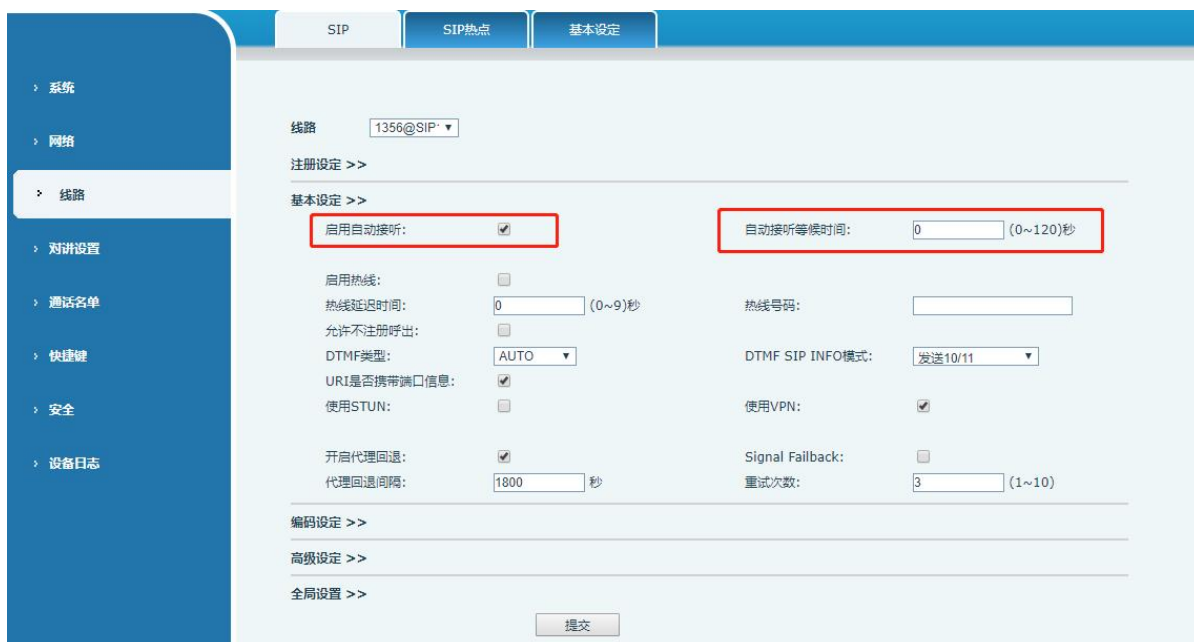 SIP SIP热点 基本设定
系统
网络
线路
对讲设置
通话名单
快捷键
安全
设备日志
线路 1356@SIP
注册设定 >>
基本设定 >>
启用自动接听: 自动接听等候时间: 0 (0~120)秒
启用热线:
热线延迟时间: 0 (0~9)秒 热线号码:
允许不注册呼出:
DTMF类型: AUTO DTMF SIP INFO模式: 发送10/11
URI是否携带端口信息:
使用STUN: 使用VPN:
开启代理回退: Signal Failback:
代理回退间隔: 1800 秒 重试次数: 3 (1~10)
编码设定 >>
高级设定 >>
全局设置 >>
提交